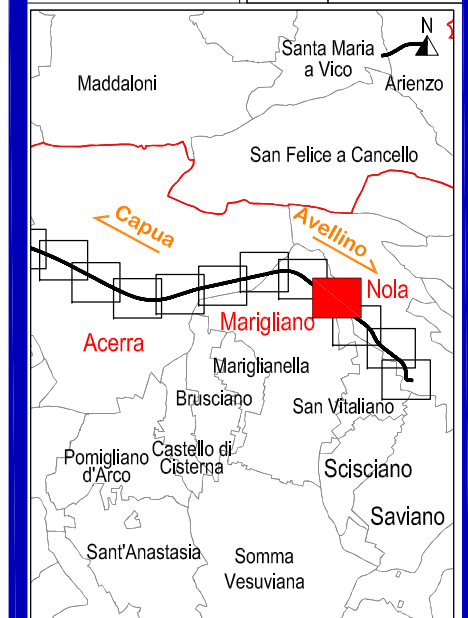 N
Santa Maria
a Vico
Maddaloni
Arienzo
San Felice a Cancello
Capua
Avellino
Nola
Marigliano
Acerra
Mariglianella
Brusciano
San Vitaliano
Castello di
Cisterna
Pomigliano
d'Arco
Scisciano
Saviano
Sant'Anastasia
Somma
Vesuviana